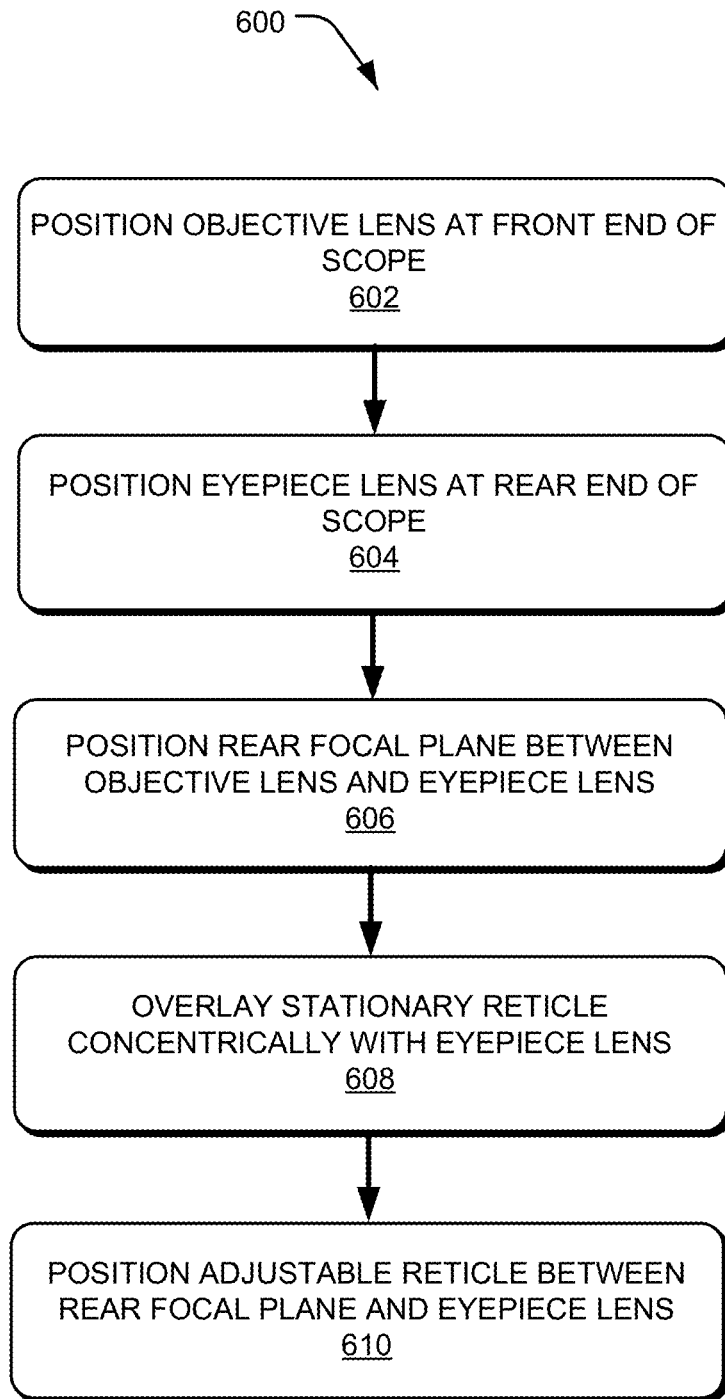 600
POSITION OBJECTIVE LENS AT FRONT END OF
SCOPE
602
POSITION EYEPIECE LENS AT REAR END OF
SCOPE
604
POSITION REAR FOCAL PLANE BETWEEN
OBJECTIVE LENS AND EYEPIECE LENS
606
OVERLAY STATIONARY RETICLE
CONCENTRICALLY WITH EYEPIECE LENS
608
POSITION ADJUSTABLE RETICLE BETWEEN
REAR FOCAL PLANE AND EYEPIECE LENS
610